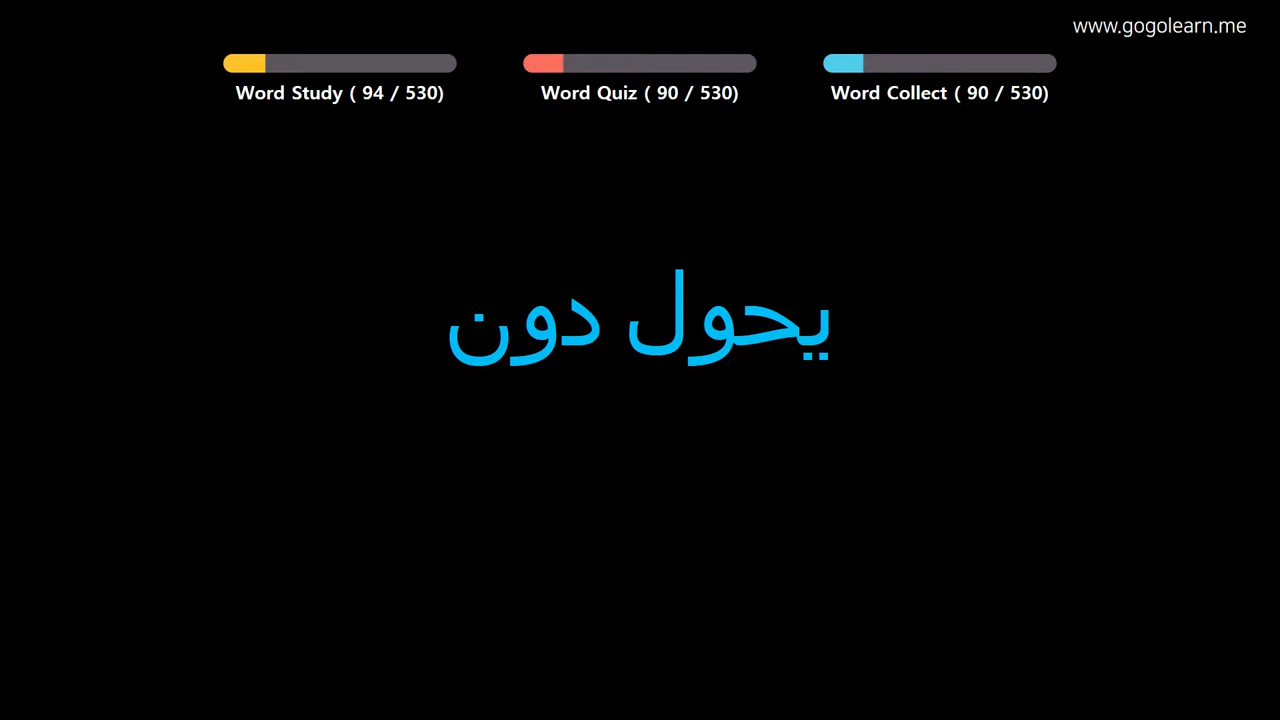 www.gogolearn.me
Word Study ( 94 / 530)
Word Quiz ( 90 / 530)
Word Collect ( 90 / 530)
يحول دون